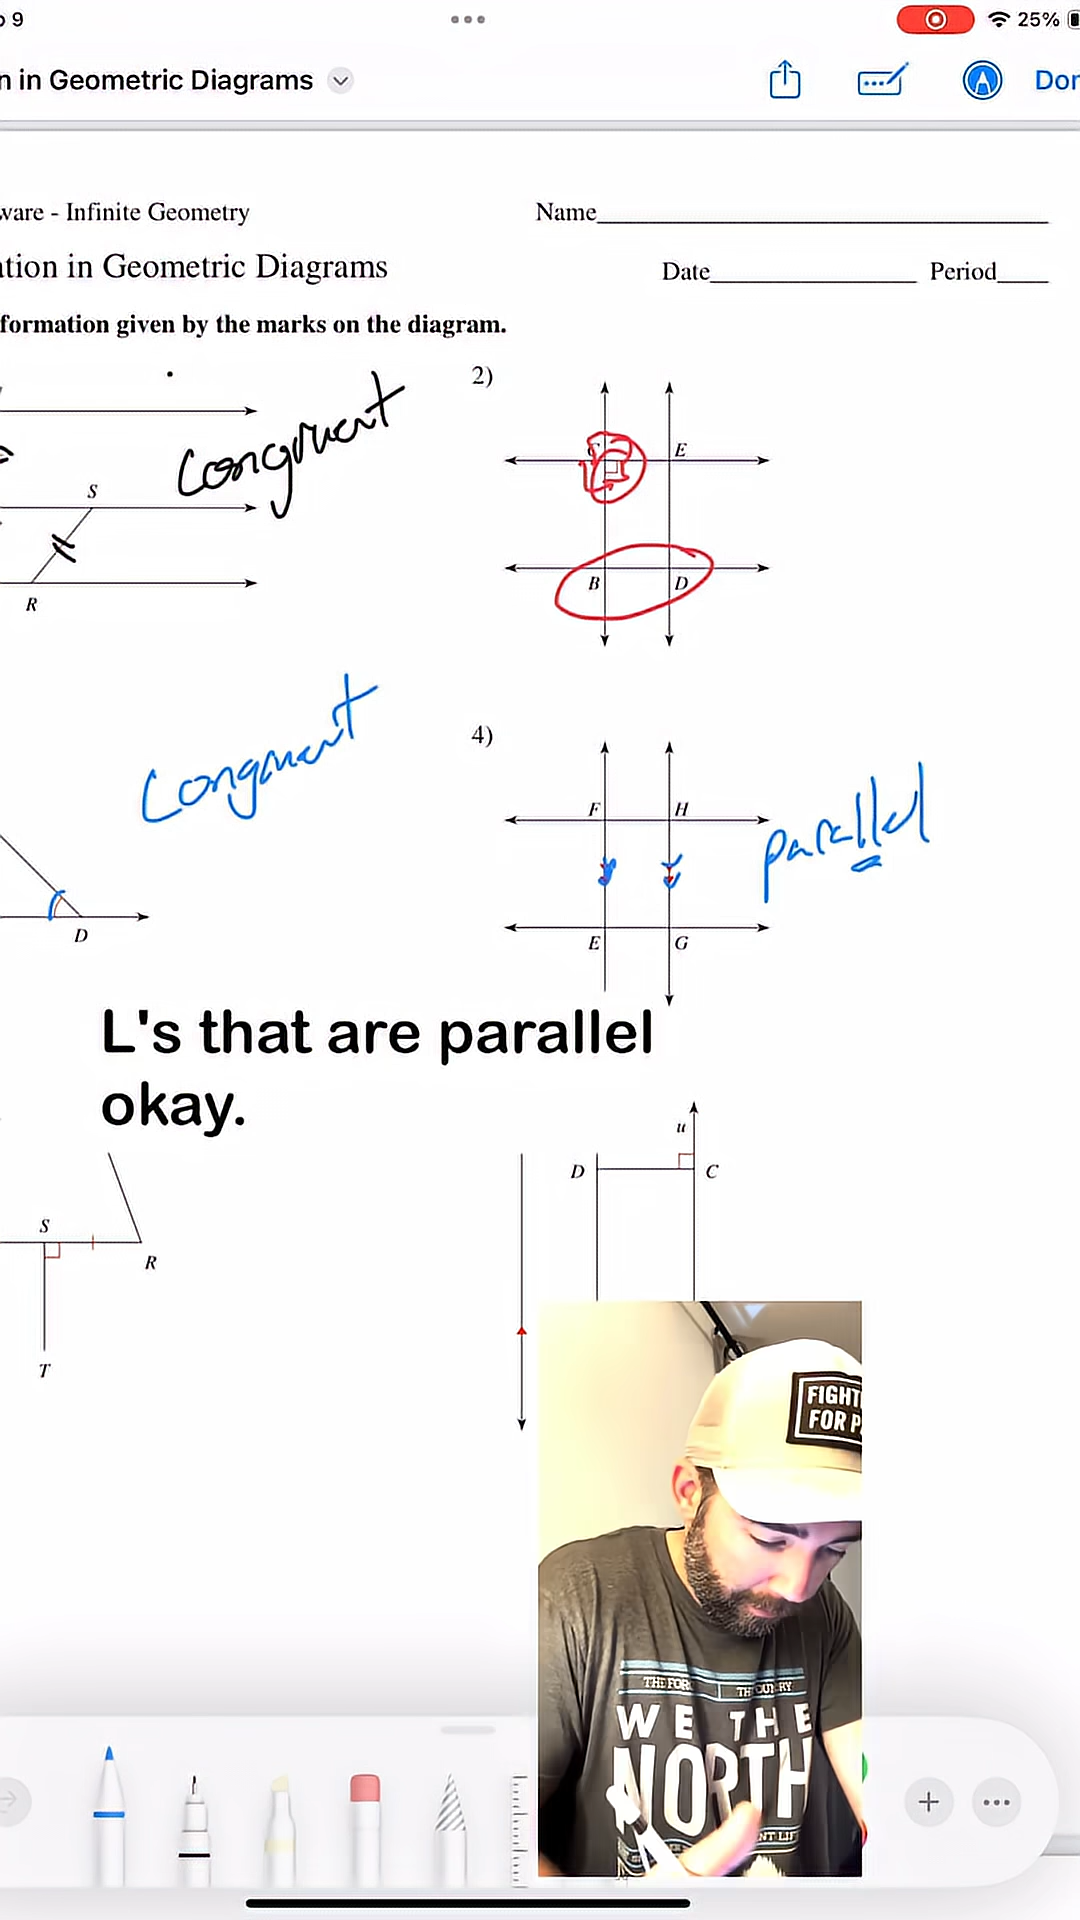 9
25%
n in Geometric Diagrams
Dor
ware - Infinite Geometry
Name
ation in Geometric Diagrams
Date Period
formation given by the marks on the diagram.
2)
Congruent
C E
S
B D
R
Congruent
4)
F H
parallel
D
E G
L's that are parallel
okay.
u
D C
S
R
T
FIGHT
FOR P
WE THE
NORTH